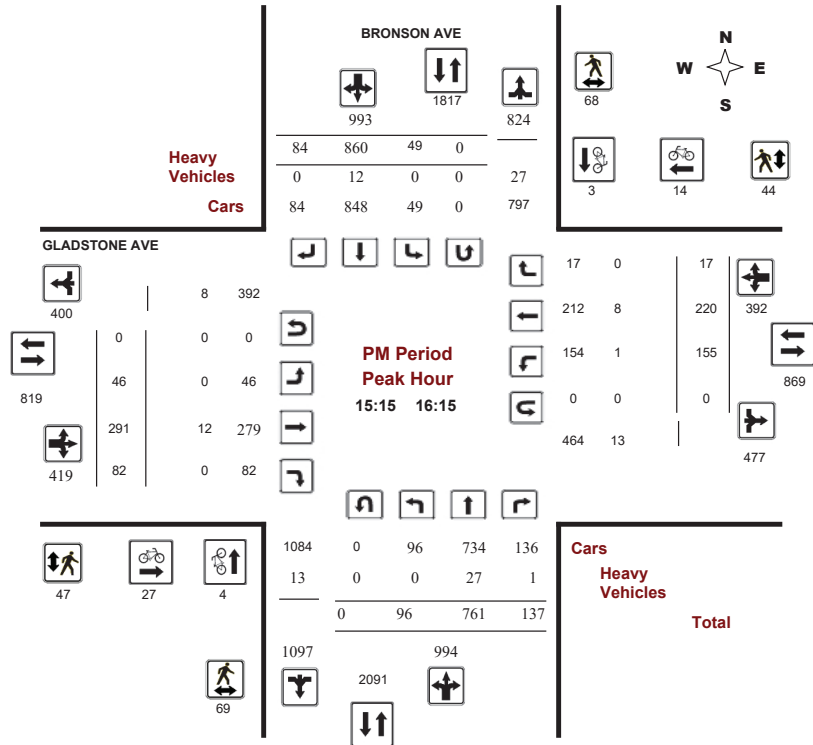 BRONSON AVE
N
W E
S
1817
993 824 68
84 860 49 0
Heavy
Vehicles
0 12 0 0 27
Cars
84 848 49 0 797
3 14 44
GLADSTONE AVE
17 0 17
400 8 392
212 8 220 392
0 0 0
PM Period
154 1 155
819 46 0 46
Peak Hour
869
15:15 16:15
0 0 0
291 12 279
464 13 477
419 82 0 82
1084 0 96 734 136 Cars
13 0 0 27 1 Heavy
Vehicles
47 27 4
0 96 761 137
Total
1097 994
2091
69